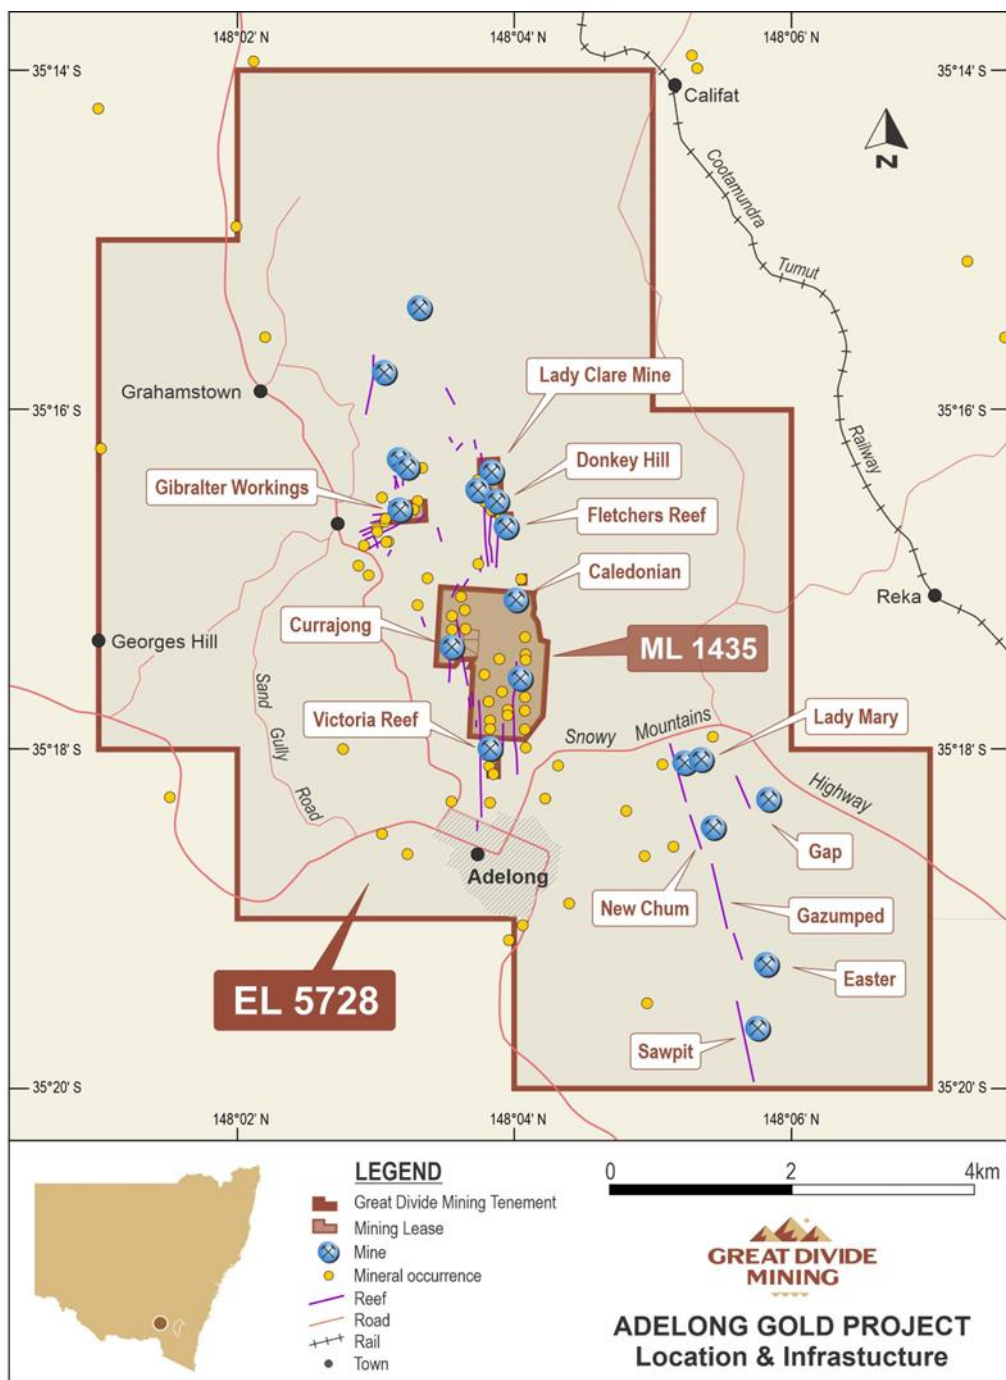 148°02' N
148°04' N
148°06' N
35°14' S
35°14' S
Califat
N
Cootamundra
Tumut
Railway
Lady Clare Mine
Grahamstown
35°16' S
35°16' S
Donkey Hill
Gibralter Workings
Fletchers Reef
Caledonian
Reka
Currajong
Georges Hill
ML 1435
Sand
Gully
Road
Victoria Reef
Snowy
Mountains
Highway
Lady Mary
35°18' S
35°18' S
Gap
Adelong
New Chum
Gazumped
EL 5728
Easter
Sawpit
35°20' S
35°20' S
148°02' N
148°04' N
148°06' N
LEGEND
Great Divide Mining Tenement
Mining Lease
Mine
Mineral occurrence
Reef
Road
Rail
Town
0 2 4km
GREAT DIVIDE
MINING
ADELONG GOLD PROJECT
Location & Infrastucture